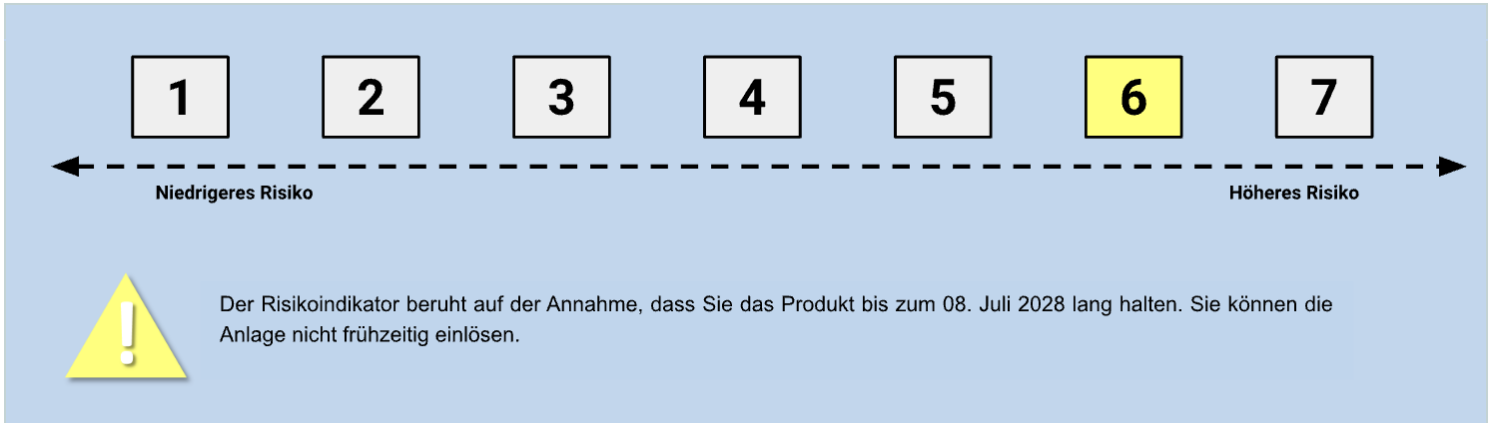 1 2 3 4 5 6 7
Niedrigeres Risiko Höheres Risiko
!
Der Risikoindikator beruht auf der Annahme, dass Sie das Produkt bis zum 08. Juli 2028 lang halten. Sie können die
Anlage nicht frühzeitig einlösen.